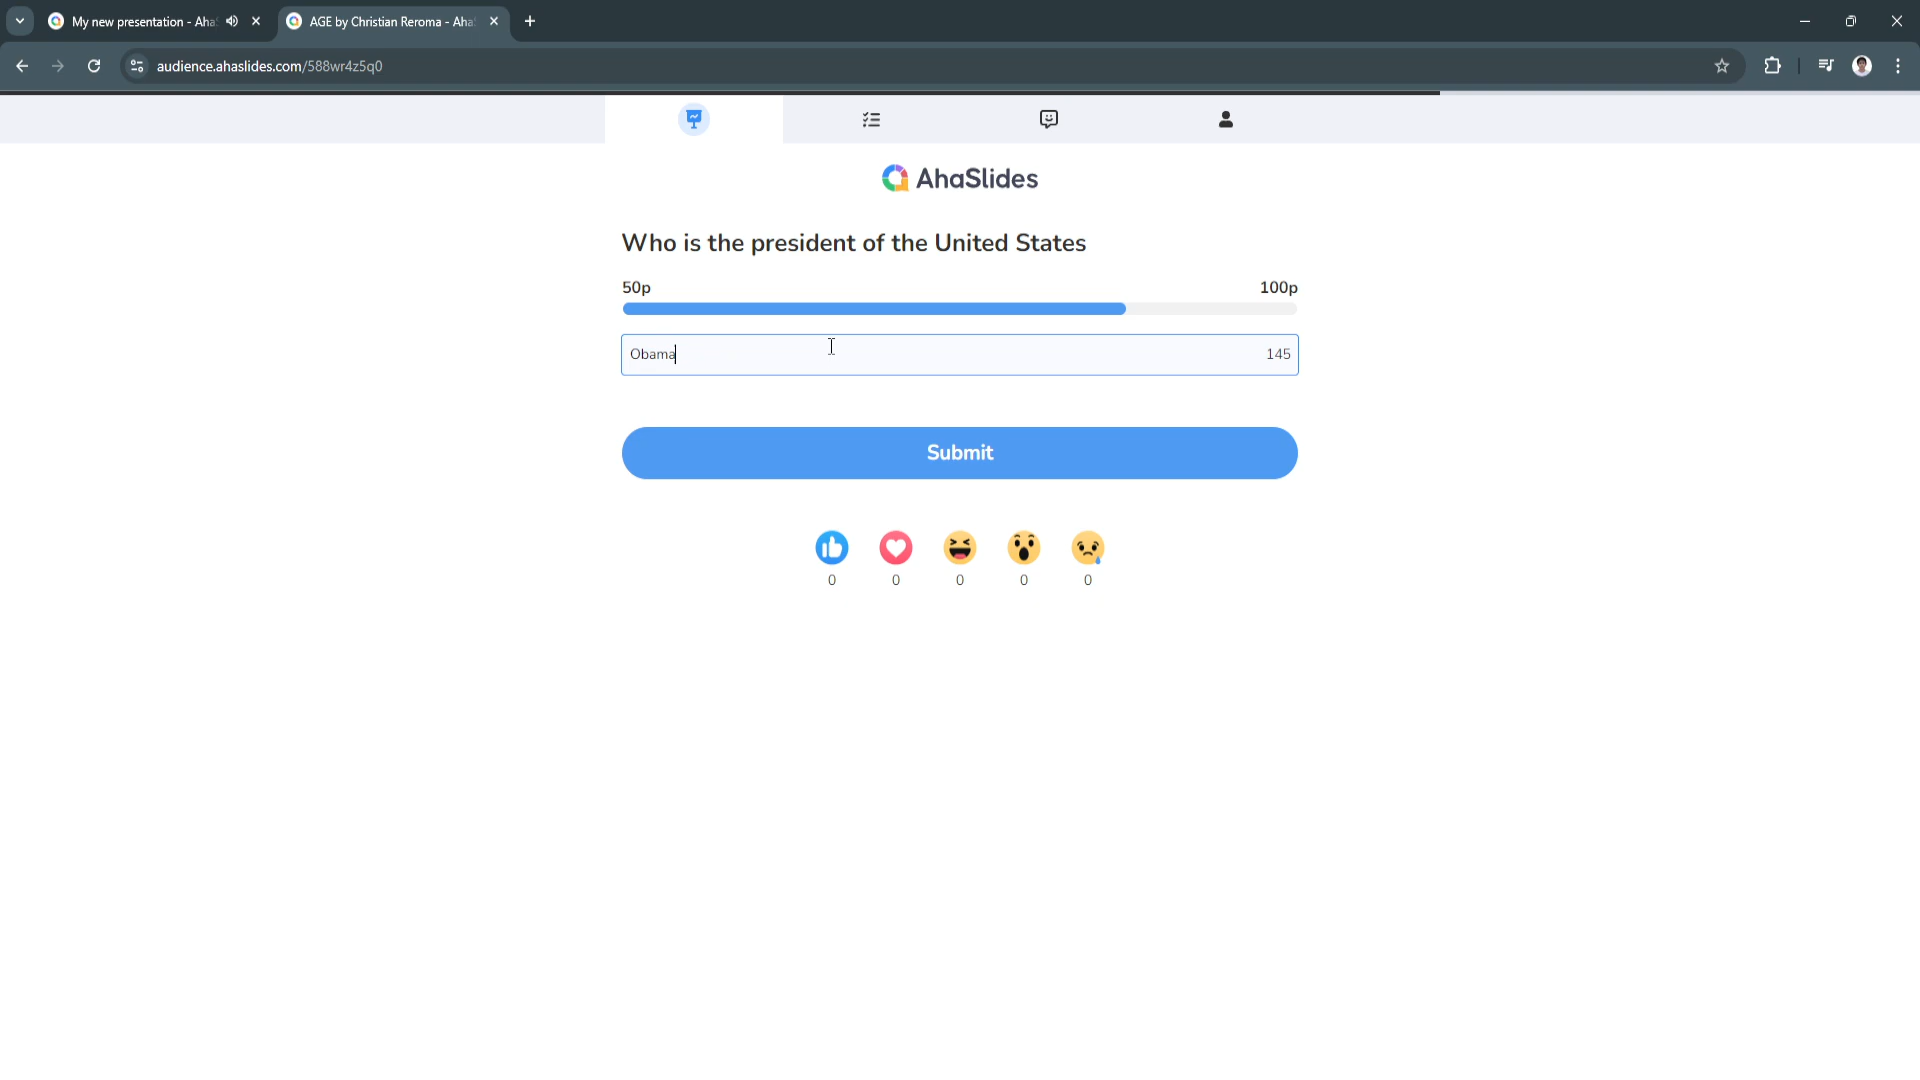 My new presentation - Aha
AGE by Christian Reroma - Aha
audience.ahaslides.com/588wr4z5q0
AhaSlides
Who is the president of the United States
50p
100p
Obama
145
Submit
0
0
0
0
0